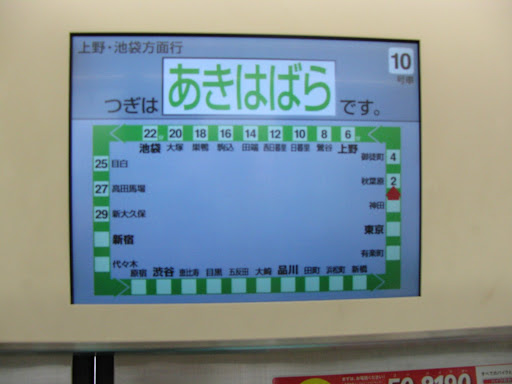 上野・池袋方面行
10
号車
つぎは
あきはばら
です。
22分 20 18 16 14 12 10 8 6
池袋 大塚 巣鴨 駒込 田端 西日暮里 日暮里 鶯谷 上野
25 目白
御徒町 4
27 高田馬場
秋葉原 2
29 新大久保
神田
新宿
東京
代々木
有楽町
原宿 渋谷 恵比寿 目黒 五反田 大崎 品川 田町 浜松町 新橋